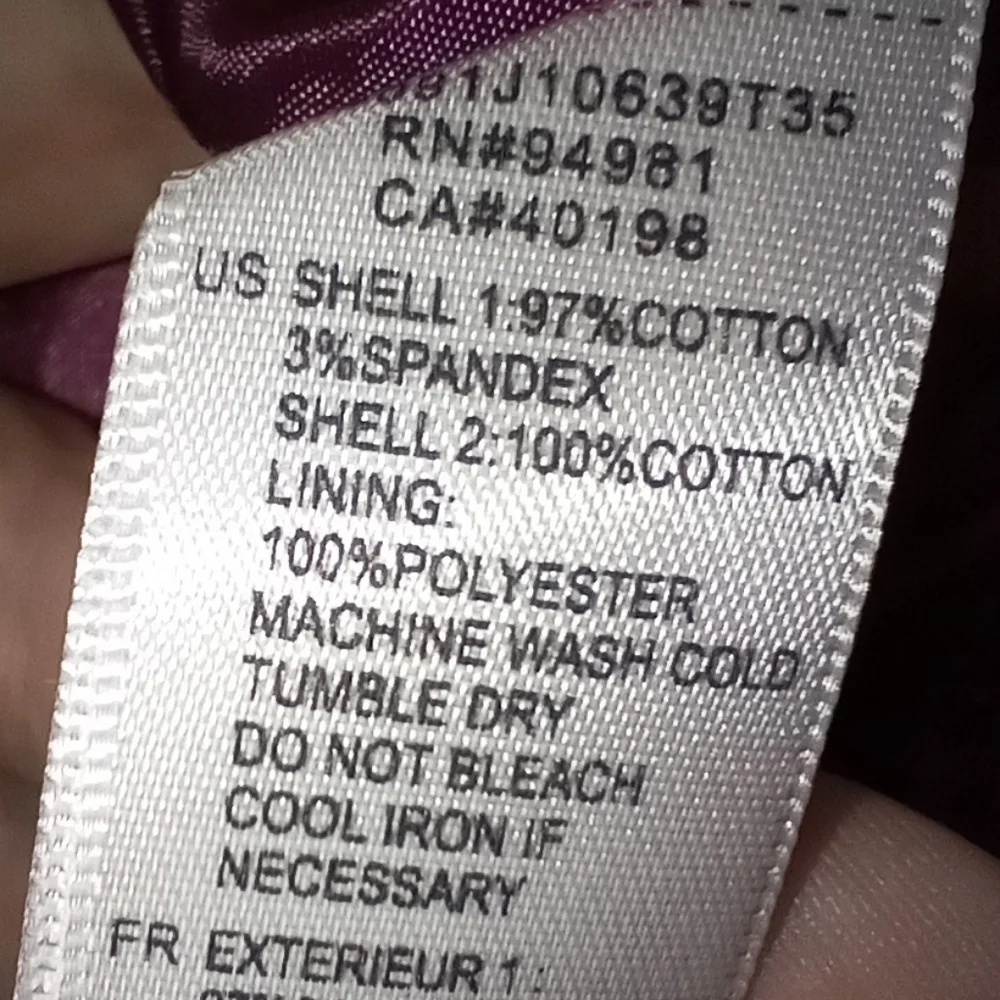 91J10639T35
RN#94981
CA#40198
US SHELL 1:97%COTTON
3%SPANDEX
SHELL 2:100%COTTON
LINING:
100%POLYESTER
MACHINE WASH COLD
TUMBLE DRY
DO NOT BLEACH
COOL IRON IF
NECESSARY
FR EXTERIEUR 1: